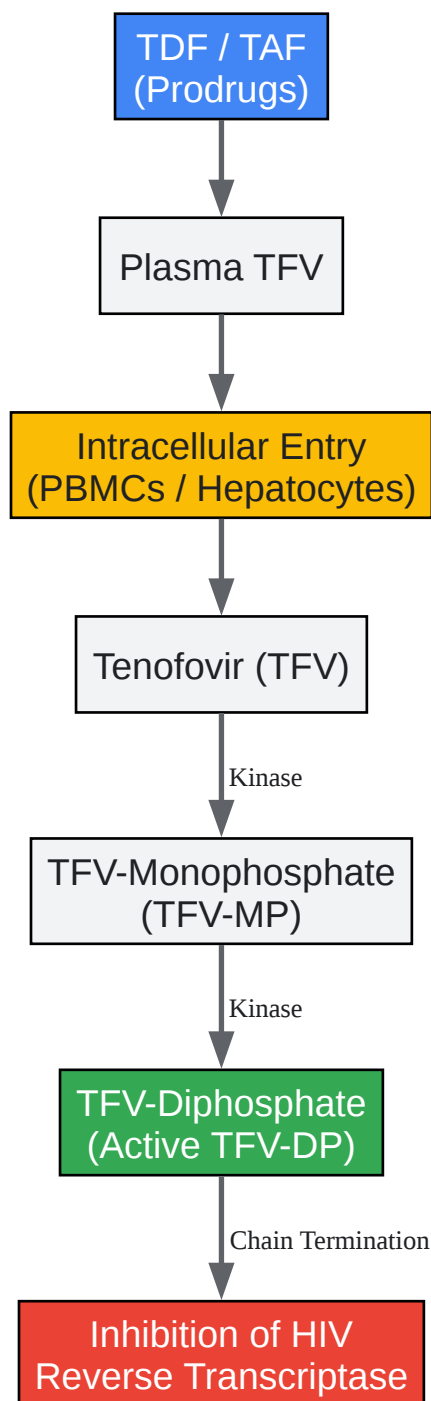 TDF / TAF
(Prodrugs)
Plasma TFV
Intracellular Entry
(PBMCs / Hepatocytes)
Tenofovir (TFV)
Kinase
TFV-Monophosphate
(TFV-MP)
Kinase
TFV-Diphosphate
(Active TFV-DP)
Chain Termination
Inhibition of HIV
Reverse Transcriptase